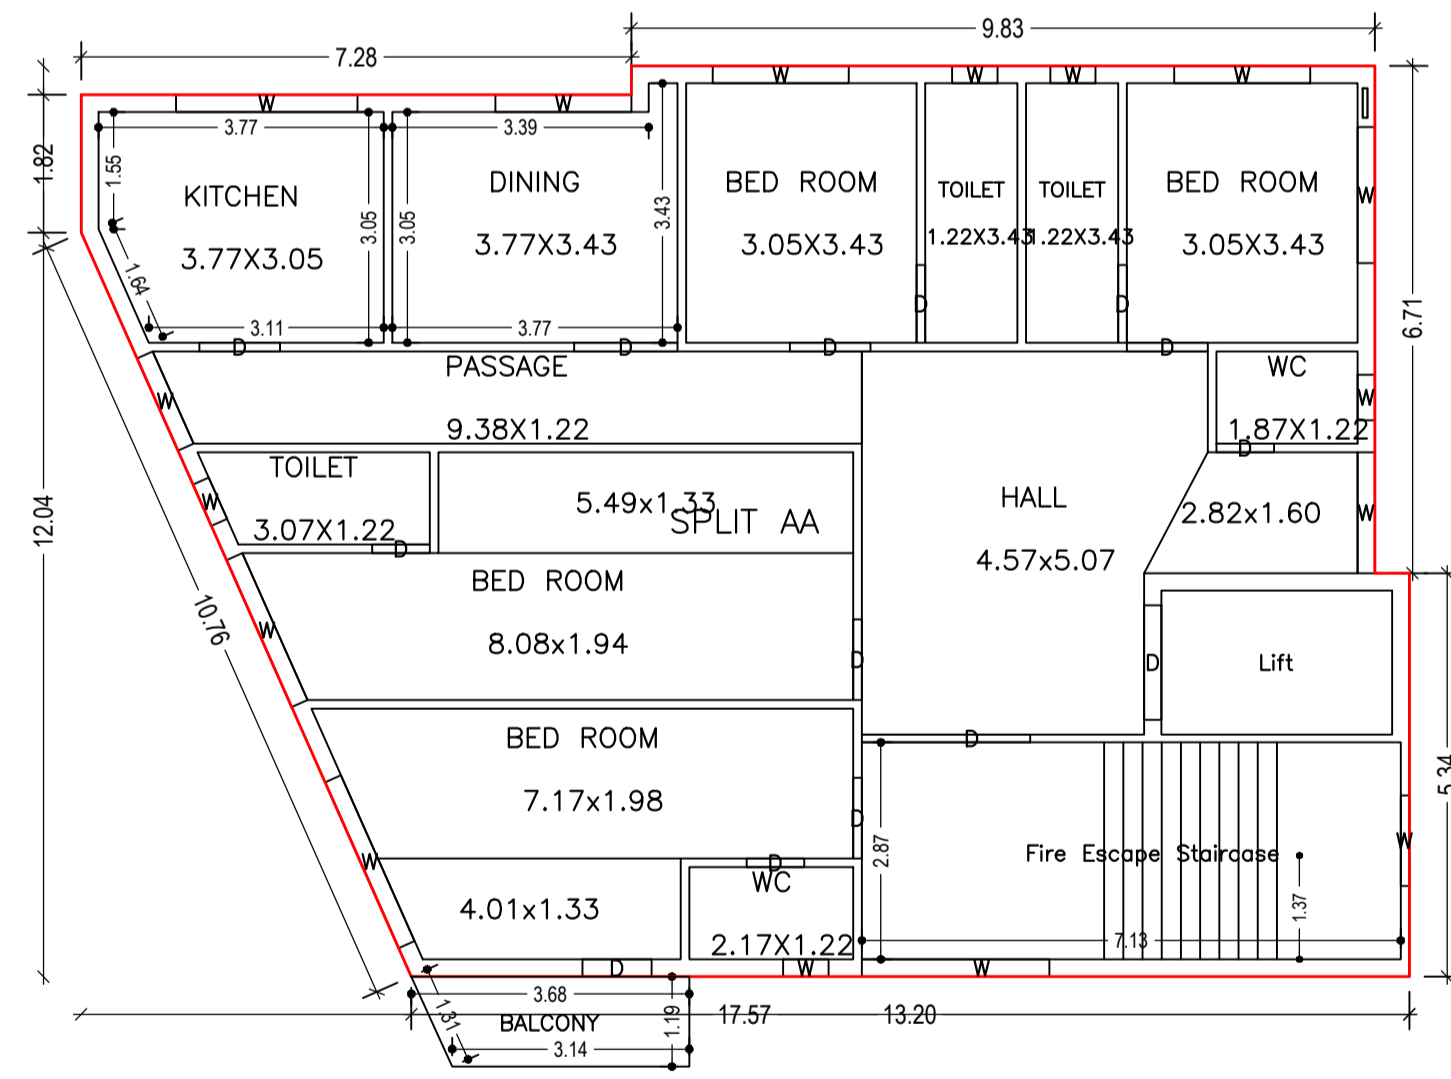 9.83
7.28
W
W
W
W
W
W
3.77
3.39
1.82
1.55
KITCHEN
3.77X3.05
3.05
3.05
DINING
3.77X3.43
3.43
BED ROOM
3.05X3.43
TOILET
1.22X3.43
TOILET
1.22X3.43
BED ROOM
3.05X3.43
W
1.64
3.11
3.77
D
D
6.71
D
D
D
D
PASSAGE
9.38X1.22
W
WC
1.87X1.22
W
D
TOILET
3.07X1.22
W
D
5.49x1.33
SPLIT AA
HALL
4.57x5.07
2.82x1.60
W
12.04
10.76
BED ROOM
8.08x1.94
W
D
D
Lift
BED ROOM
7.17x1.98
D
D
5.34
W
2.87
Fire Escape Staircase
W
1.37
D
WC
2.17X1.22
4.01x1.33
7.13
D
W
W
3.68
1.31
BALCONY
1.19
3.14
17.57
13.20